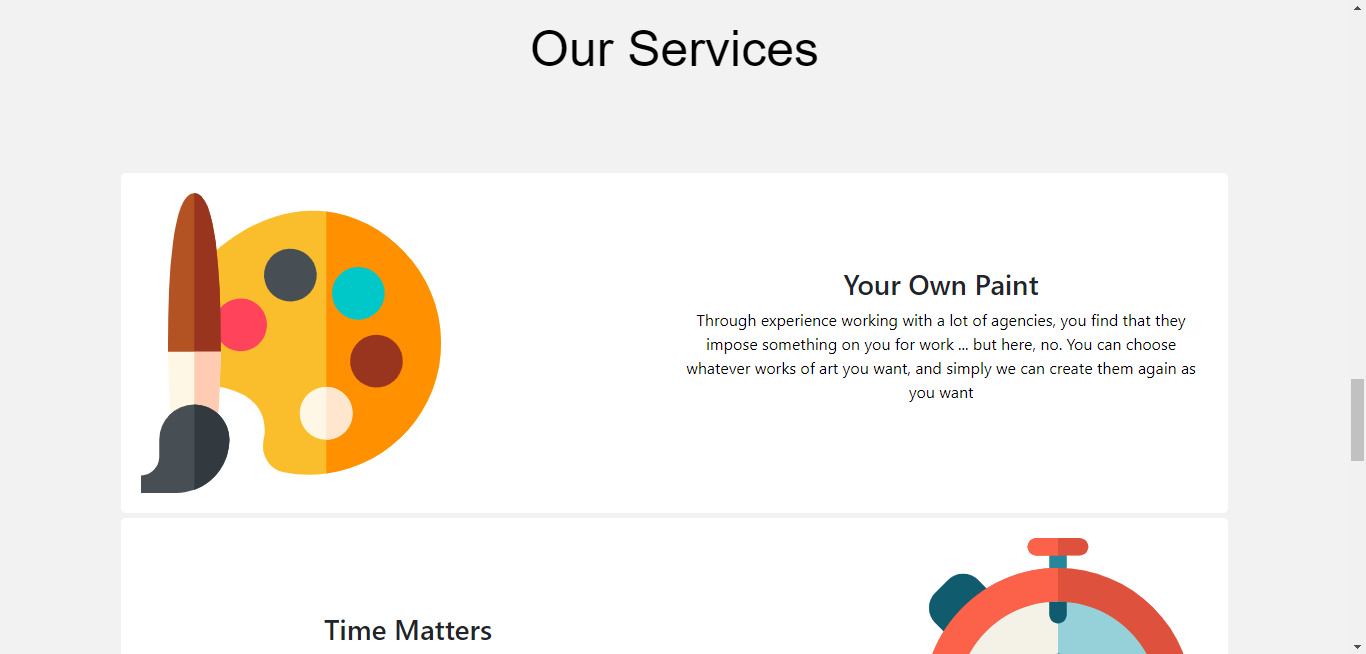 Our Services
Your Own Paint
Through experience working with a lot of agencies, you find that they
impose something on you for work ... but here, no. You can choose
whatever works of art you want, and simply we can create them again as
you want
Time Matters